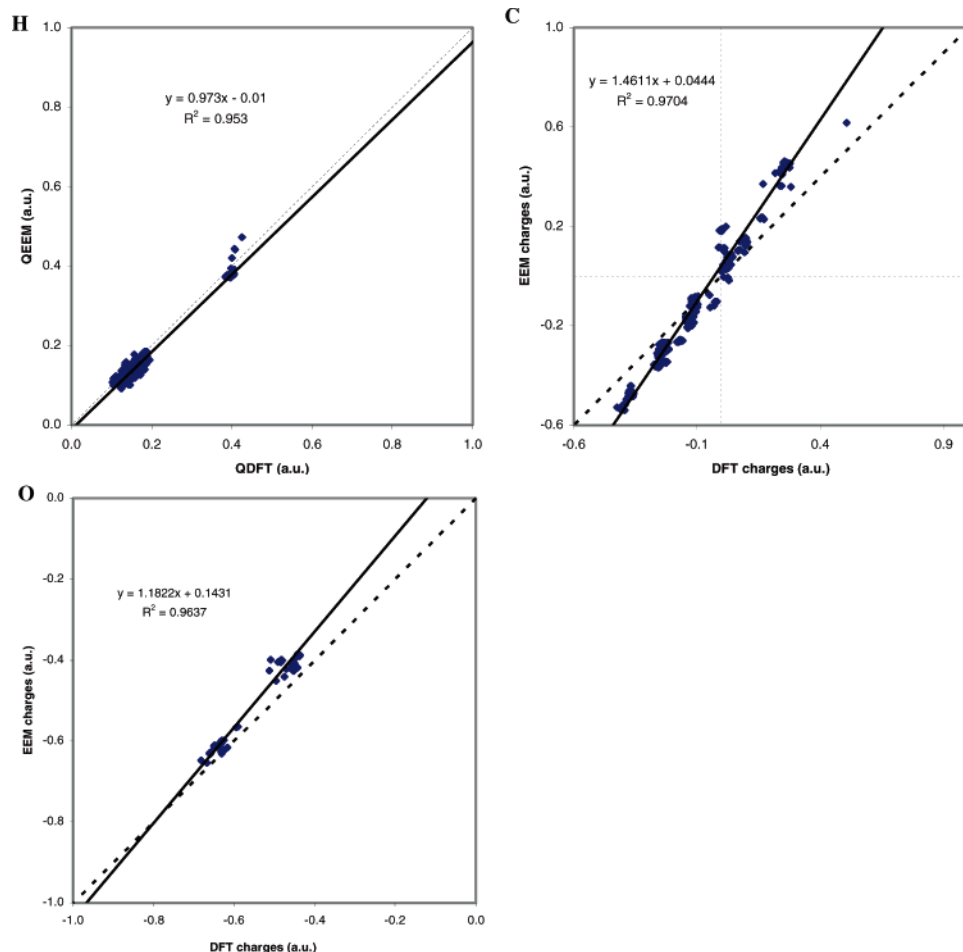 H
1.0
0.8
0.6
0.4
0.2
0.0
QEEM (a.u.)
y = 0.973x - 0.01
R² = 0.953
0.0 0.2 0.4 0.6 0.8 1.0
QDFT (a.u.)
C
1.0
0.6
0.2
-0.2
-0.6
EEM charges (a.u.)
y = 1.4611x + 0.0444
R² = 0.9704
-0.6 -0.1 0.4 0.9
DFT charges (a.u.)
O
0.0
-0.2
-0.4
-0.6
-0.8
-1.0
EEM charges (a.u.)
y = 1.1822x + 0.1431
R² = 0.9637
-1.0 -0.8 -0.6 -0.4 -0.2 0.0
DFT charges (a.u.)